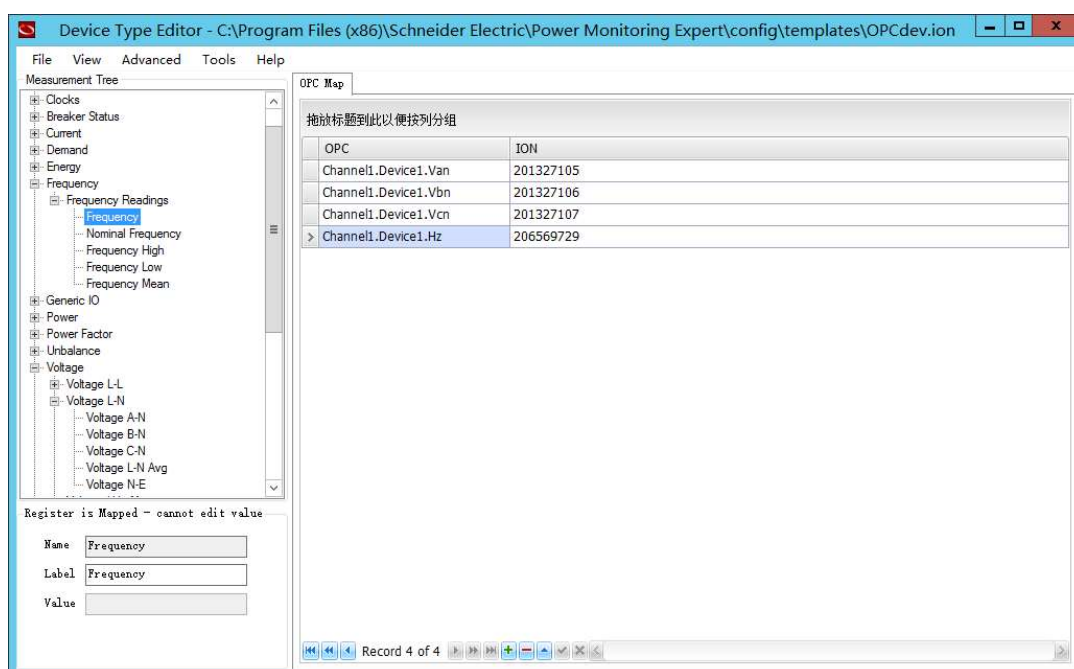 Device Type Editor - C:\Program Files (x86)\Schneider Electric\Power Monitoring Expert\config\templates\OPCdev.ion
File View Advanced Tools Help
Measurement Tree
Clocks
Breaker Status
Current
Demand
Energy
Frequency
Frequency Readings
Frequency
Nominal Frequency
Frequency High
Frequency Low
Frequency Mean
Generic IO
Power
Power Factor
Unbalance
Voltage
Voltage L-L
Voltage L-N
Voltage A-N
Voltage B-N
Voltage C-N
Voltage L-N Avg
Voltage N-E
Register is Mapped - cannot edit value
Name Frequency
Label Frequency
Value
OPC Map
拖放标题到此以便按列分组
OPC ION
Channel1.Device1.Van 201327105
Channel1.Device1.Vbn 201327106
Channel1.Device1.Vcn 201327107
Channel1.Device1.Hz 206569729
Record 4 of 4